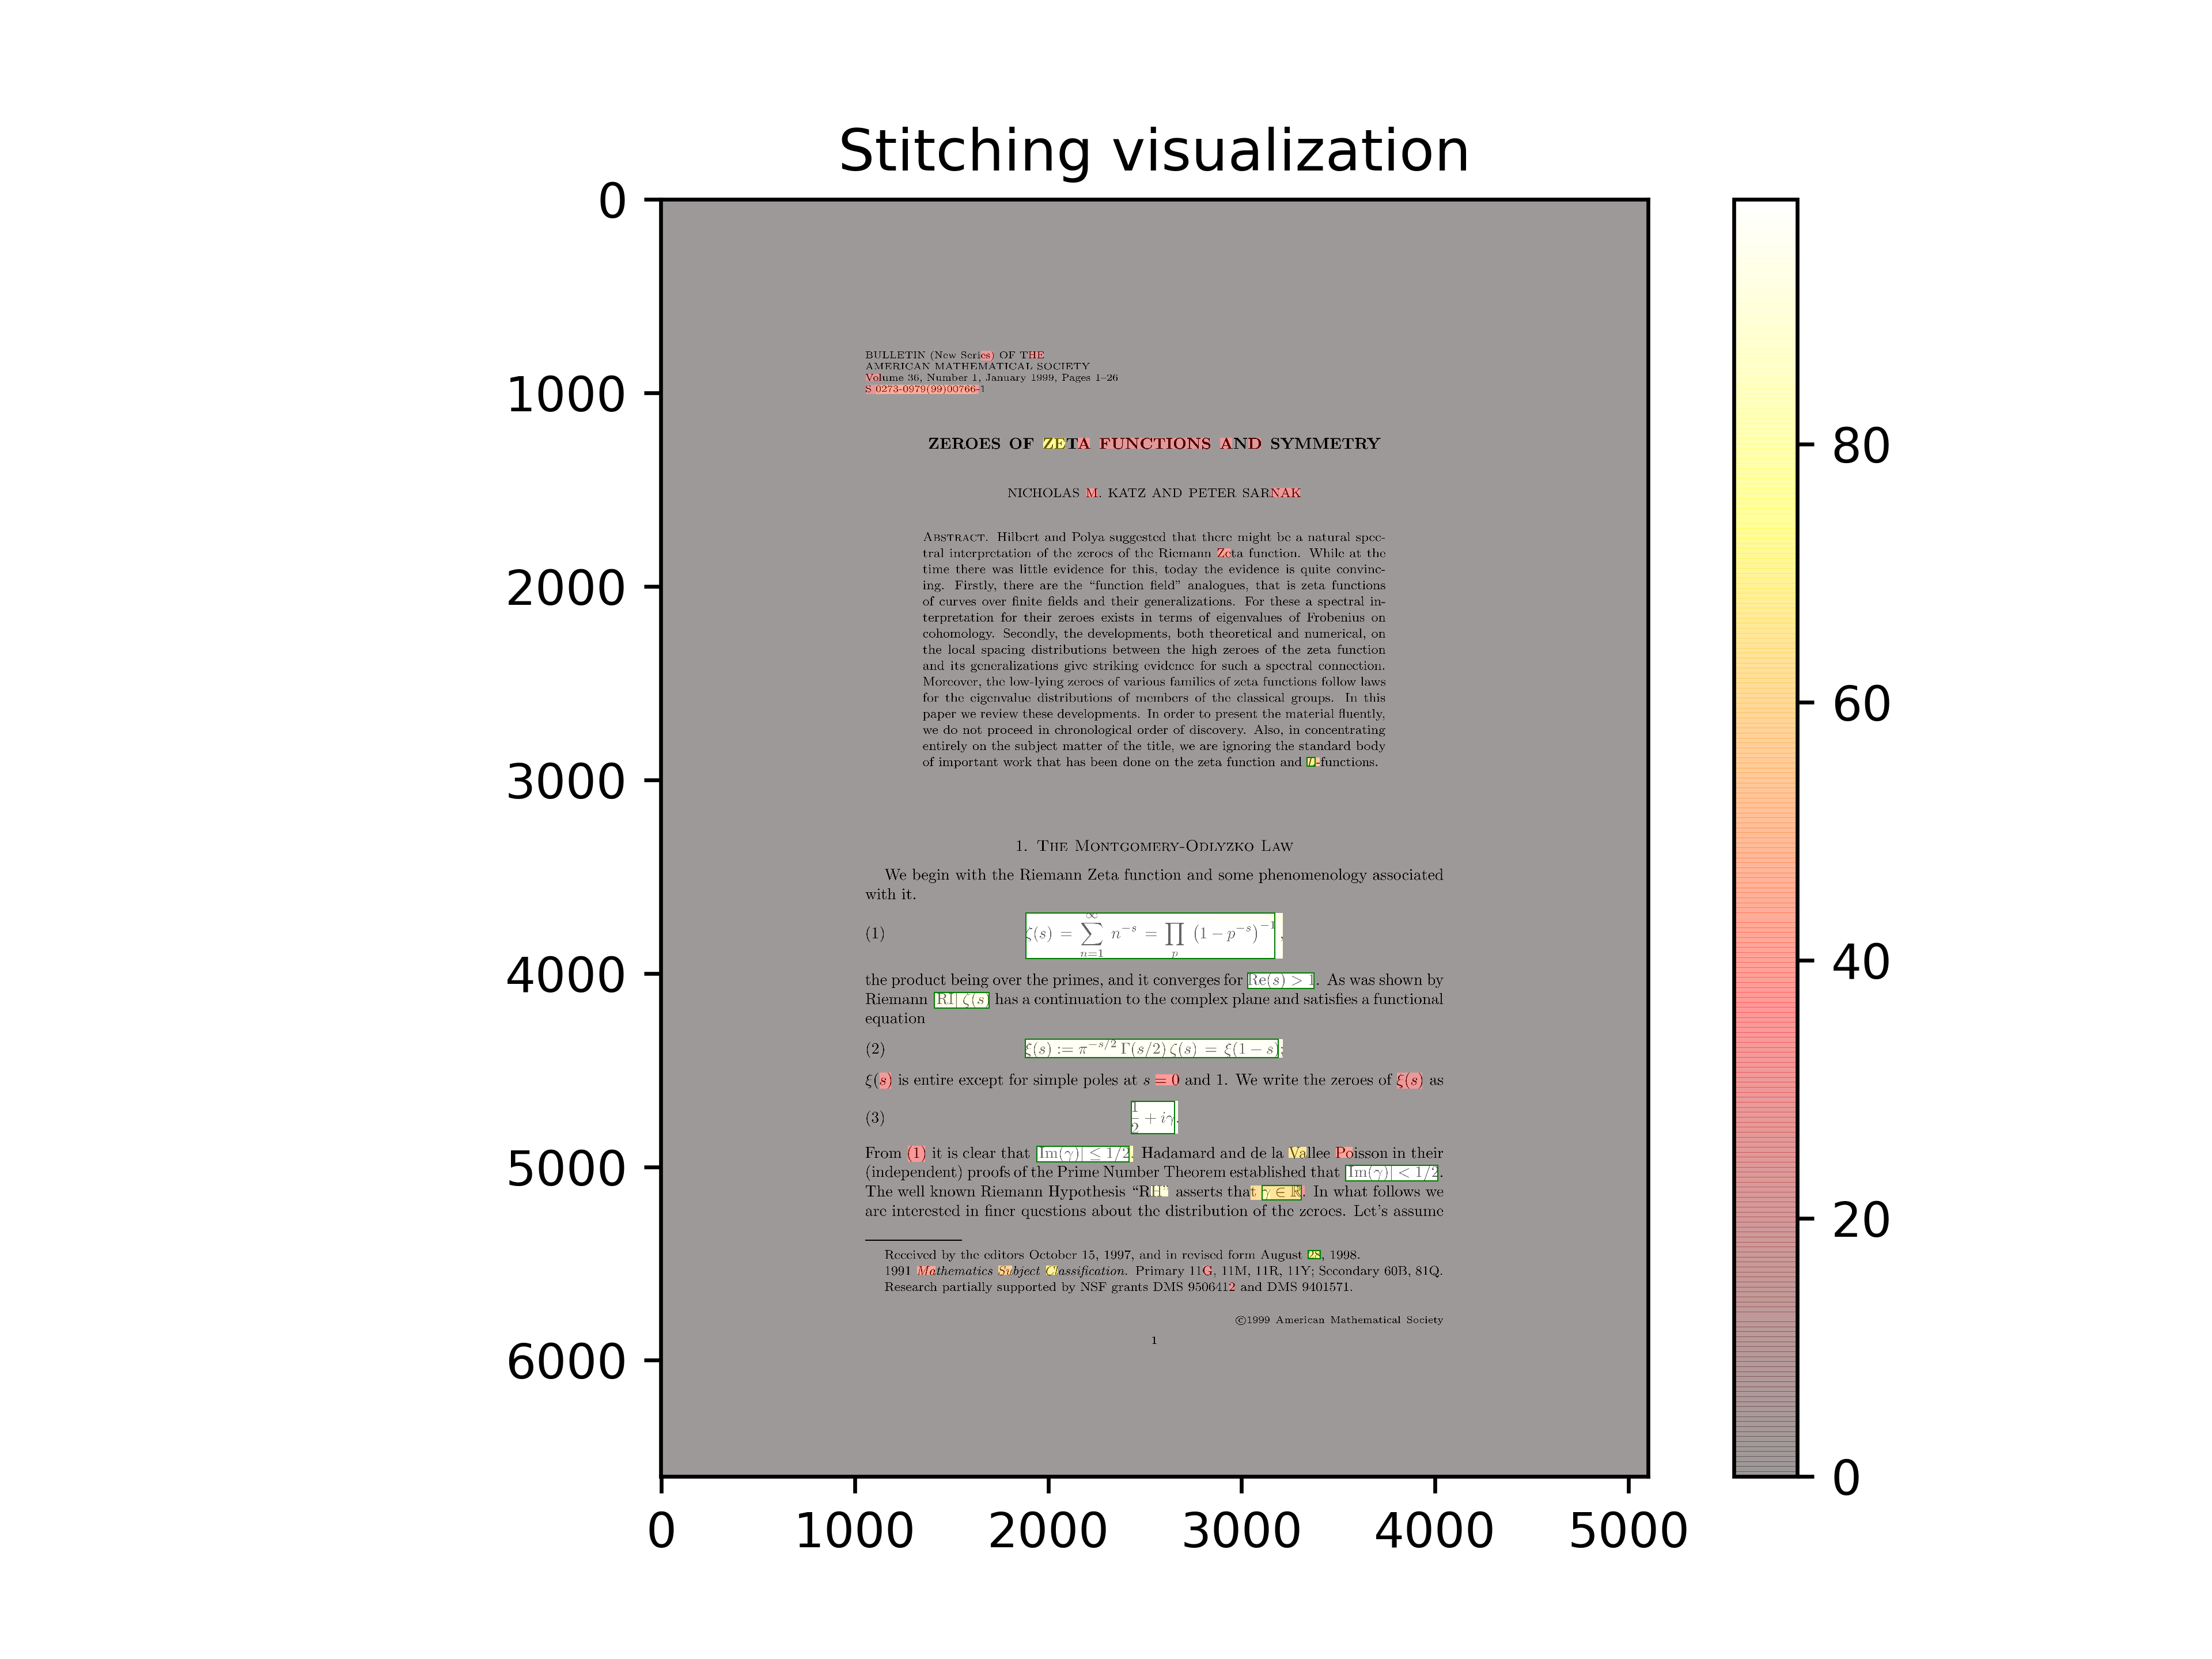 Stitching visualization
0
1000
2000
3000
4000
5000
6000
BULLETIN (New Series) OF THE
AMERICAN MATHEMATICAL SOCIETY
Volume 36, Number 1, January 1999, Pages 1–26
S 0273-0979(99)00766-1
ZEROES OF ZETA FUNCTIONS AND SYMMETRY
NICHOLAS M. KATZ AND PETER SARNAK
Abstract. Hilbert and Polya suggested that there might be a natural spec-
tral interpretation of the zeroes of the Riemann Zeta function. While at the
time there was little evidence for this, today the evidence is quite convinc-
ing. Firstly, there are the “function field” analogues, that is zeta functions
of curves over finite fields and their generalizations. For these a spectral in-
terpretation for their zeroes exists in terms of eigenvalues of Frobenius on
cohomology. Secondly, the developments, both theoretical and numerical, on
the local spacing distributions between the high zeroes of the zeta function
and its generalizations give striking evidence for such a spectral connection.
Moreover, the low-lying zeroes of various families of zeta functions follow laws
for the eigenvalue distributions of members of the classical groups. In this
paper we review these developments. In order to present the material fluently,
we do not proceed in chronological order of discovery. Also, in concentrating
entirely on the subject matter of the title, we are ignoring the standard body
of important work that has been done on the zeta function and L-functions.
1. The Montgomery-Odlyzko Law
We begin with the Riemann Zeta function and some phenomenology associated
with it.
(1) ζ(s) = ∑_{n=1}^{∞} n^{−s} = ∏_p (1 − p^{−s})^{−1},
the product being over the primes, and it converges for Re(s) > 1. As was shown by
Riemann [RI] ζ(s) has a continuation to the complex plane and satisfies a functional
equation
(2) ξ(s) := π^{−s/2} Γ(s/2) ζ(s) = ξ(1 − s);
ξ(s) is entire except for simple poles at s = 0 and 1. We write the zeroes of ξ(s) as
(3) 1/2 + iγ.
From (1) it is clear that |Im(γ)| ≤ 1/2. Hadamard and de la Vallee Poisson in their
(independent) proofs of the Prime Number Theorem established that |Im(γ)| < 1/2.
The well known Riemann Hypothesis “RH” asserts that γ ∈ ℝ. In what follows we
are interested in finer questions about the distribution of the zeroes. Let's assume
Received by the editors October 15, 1997, and in revised form August 28, 1998.
1991 Mathematics Subject Classification. Primary 11G, 11M, 11R, 11Y; Secondary 60B, 81Q.
Research partially supported by NSF grants DMS 9506412 and DMS 9401571.
©1999 American Mathematical Society
1
0 1000 2000 3000 4000 5000
80
60
40
20
0